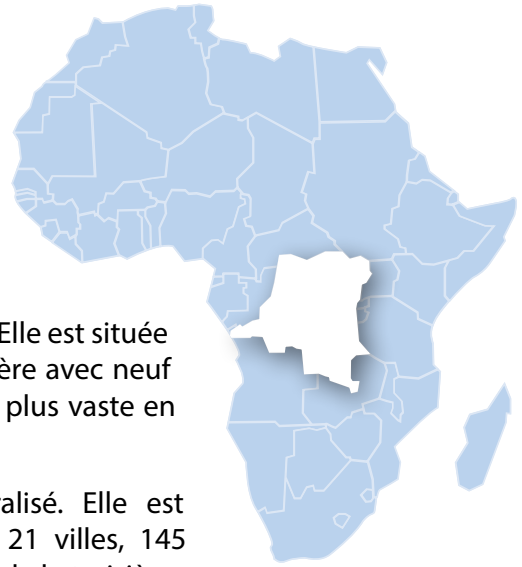 Elle est située
ère avec neuf
plus vaste en
alisé. Elle est
21 villes, 145